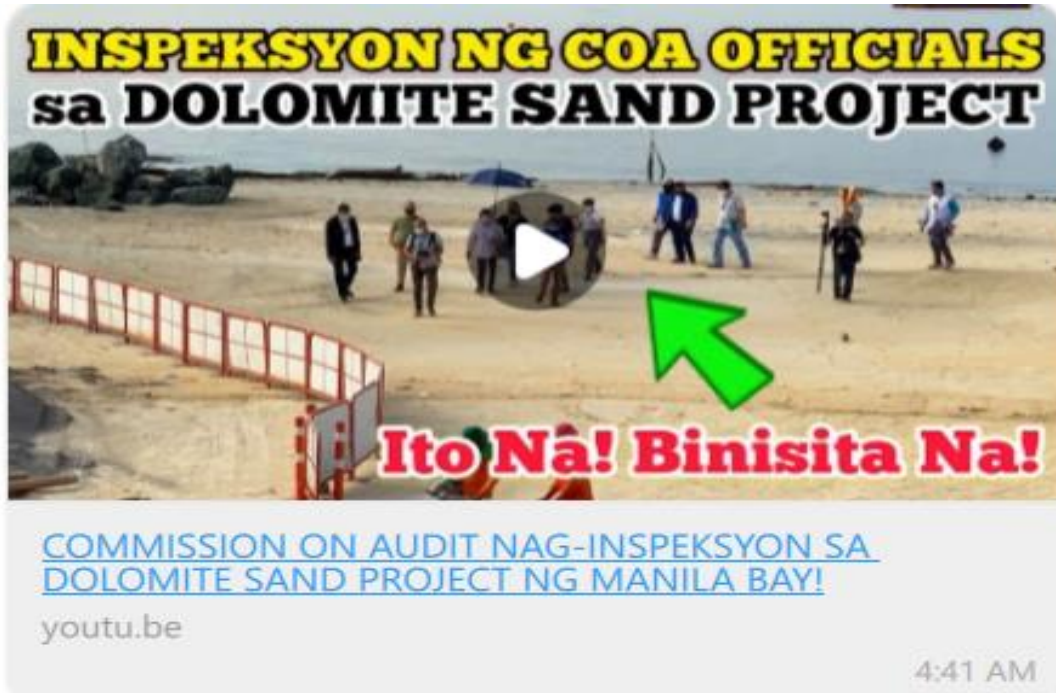 INSPEKSYON NG COA OFFICIALS
sa DOLOMITE SAND PROJECT
Ito Na! Binisita Na!
COMMISSION ON AUDIT NAG-INSPEKSYON SA
DOLOMITE SAND PROJECT NG MANILA BAY!
youtu.be
4:41 AM